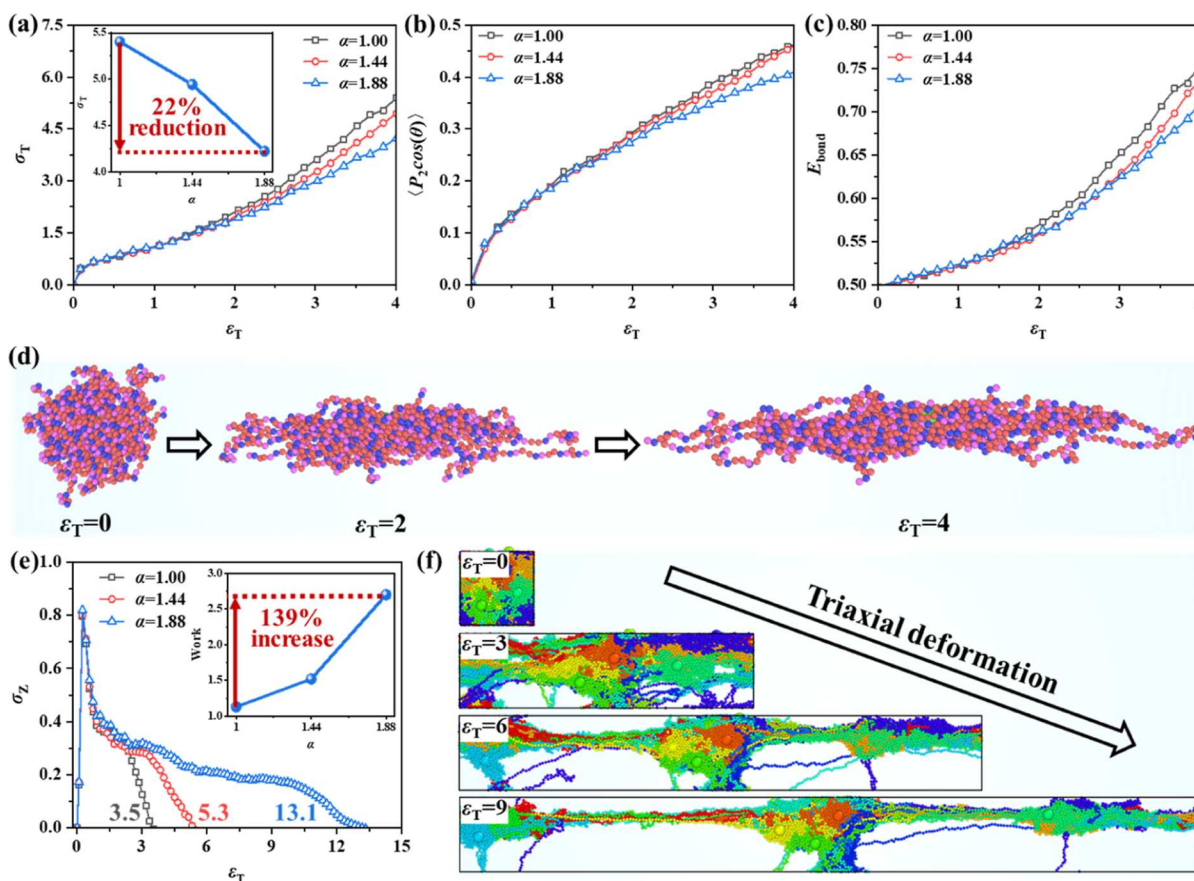 (a)
7.5
6.0
4.5
3.0
1.5
0.0
σT
0 1 2 3 4
εT
α=1.00
α=1.44
α=1.88
5.5
5.0
4.5
4.0
σT
22%
reduction
1 1.44 1.88
α
(b)
0.5
0.4
0.3
0.2
0.1
0.0
⟨P2cos(θ)⟩
0 1 2 3 4
εT
α=1.00
α=1.44
α=1.88
(c)
0.80
0.75
0.70
0.65
0.60
0.55
0.50
Ebond
0 1 2 3
εT
α=1.00
α=1.44
α=1.88
(d)
εT=0
εT=2
εT=4
(e)
1.0
0.8
0.6
0.4
0.2
0.0
σZ
0 3 6 9 12 15
εT
α=1.00
α=1.44
α=1.88
3.5
5.3
13.1
3.0
2.5
2.0
1.5
1.0
Work
139%
increase
1 1.44 1.88
α
(f)
εT=0
εT=3
εT=6
εT=9
Triaxial deformation